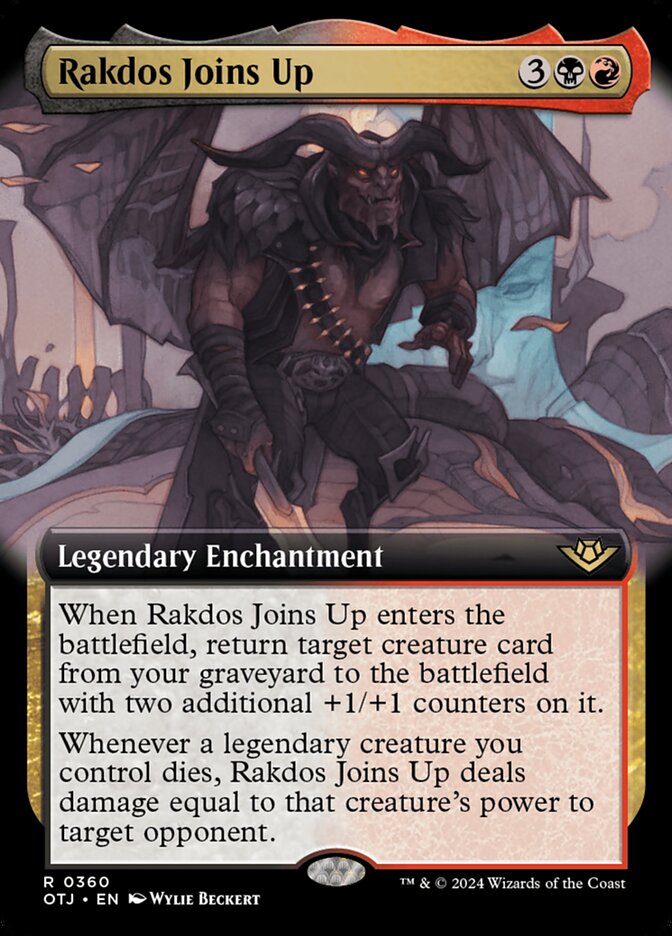 Rakdos Joins Up 3
Legendary Enchantment
When Rakdos Joins Up enters the
battlefield, return target creature card
from your graveyard to the battlefield
with two additional +1/+1 counters on it.
Whenever a legendary creature you
control dies, Rakdos Joins Up deals
damage equal to that creature's power to
target opponent.
R 0360
OTJ • EN Wylie Beckert
™ & © 2024 Wizards of the Coast